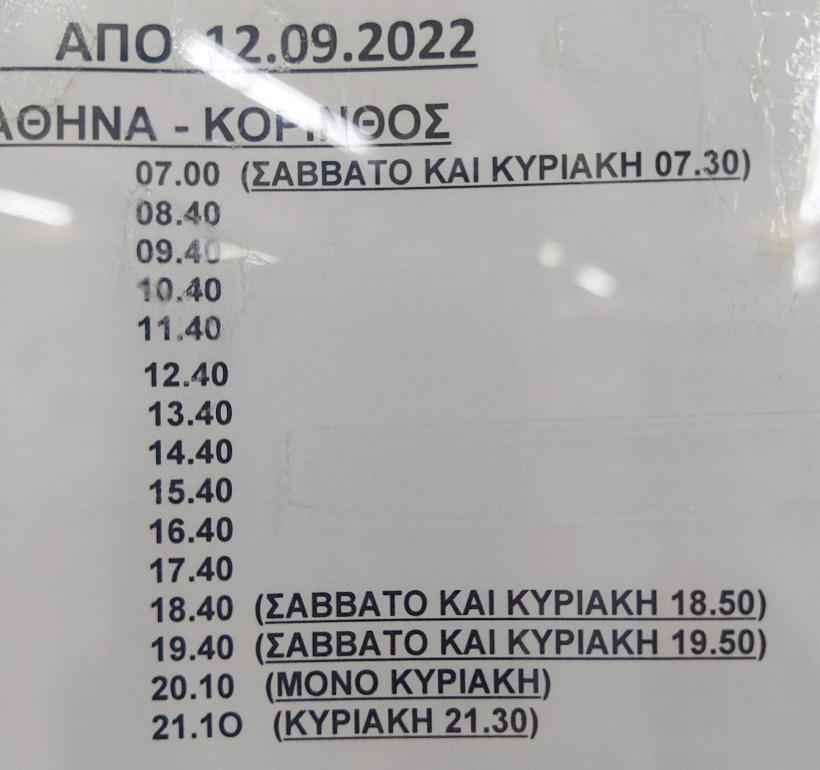 ΑΠΟ 12.09.2022
ΑΘΗΝΑ - ΚΟΡΙΝΘΟΣ
07.00 (ΣΑΒΒΑΤΟ ΚΑΙ ΚΥΡΙΑΚΗ 07.30)
08.40
09.40
10.40
11.40
12.40
13.40
14.40
15.40
16.40
17.40
18.40 (ΣΑΒΒΑΤΟ ΚΑΙ ΚΥΡΙΑΚΗ 18.50)
19.40 (ΣΑΒΒΑΤΟ ΚΑΙ ΚΥΡΙΑΚΗ 19.50)
20.10 (ΜΟΝΟ ΚΥΡΙΑΚΗ)
21.1Ο (ΚΥΡΙΑΚΗ 21.30)